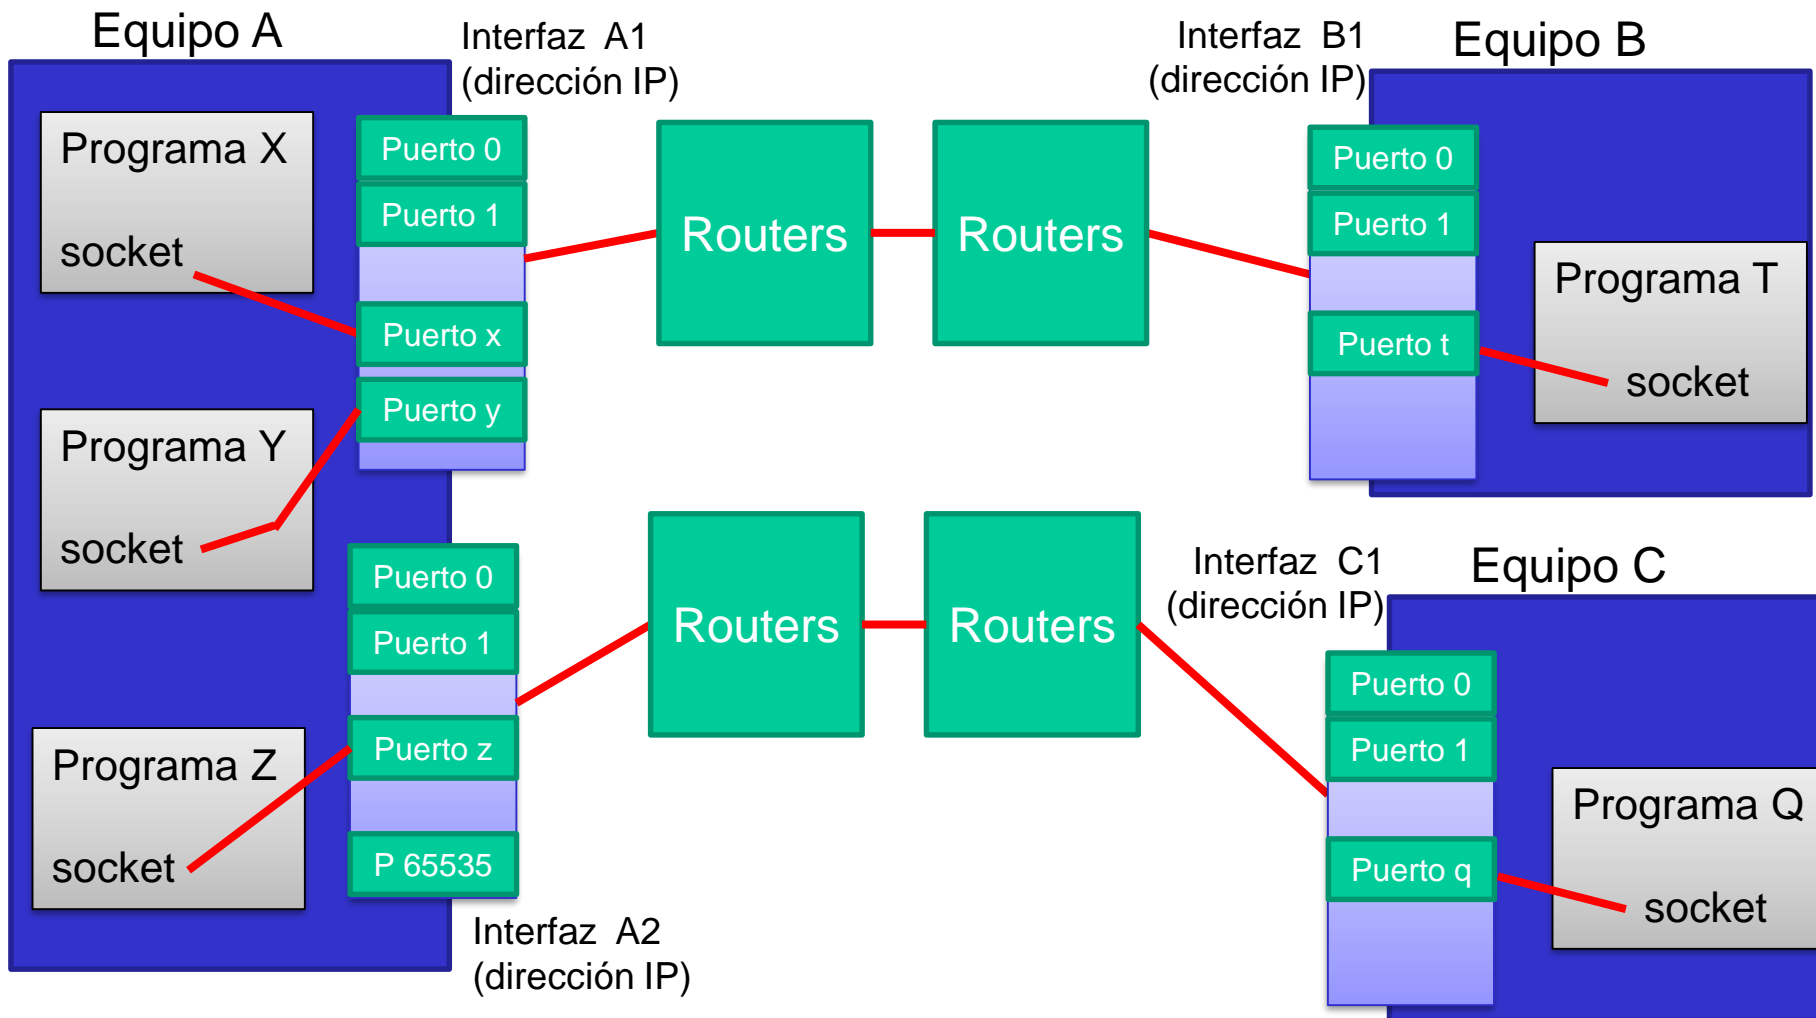 Equipo A
Interfaz A1
(dirección IP)
Programa X
socket
Puerto 0
Puerto 1
Puerto x
Puerto y
Programa Y
socket
Puerto 0
Puerto 1
Puerto z
P 65535
Programa Z
socket
Interfaz A2
(dirección IP)
Routers
Routers
Routers
Routers
Interfaz B1
(dirección IP)
Equipo B
Puerto 0
Puerto 1
Puerto t
Programa T
socket
Interfaz C1
(dirección IP)
Equipo C
Puerto 0
Puerto 1
Puerto q
Programa Q
socket